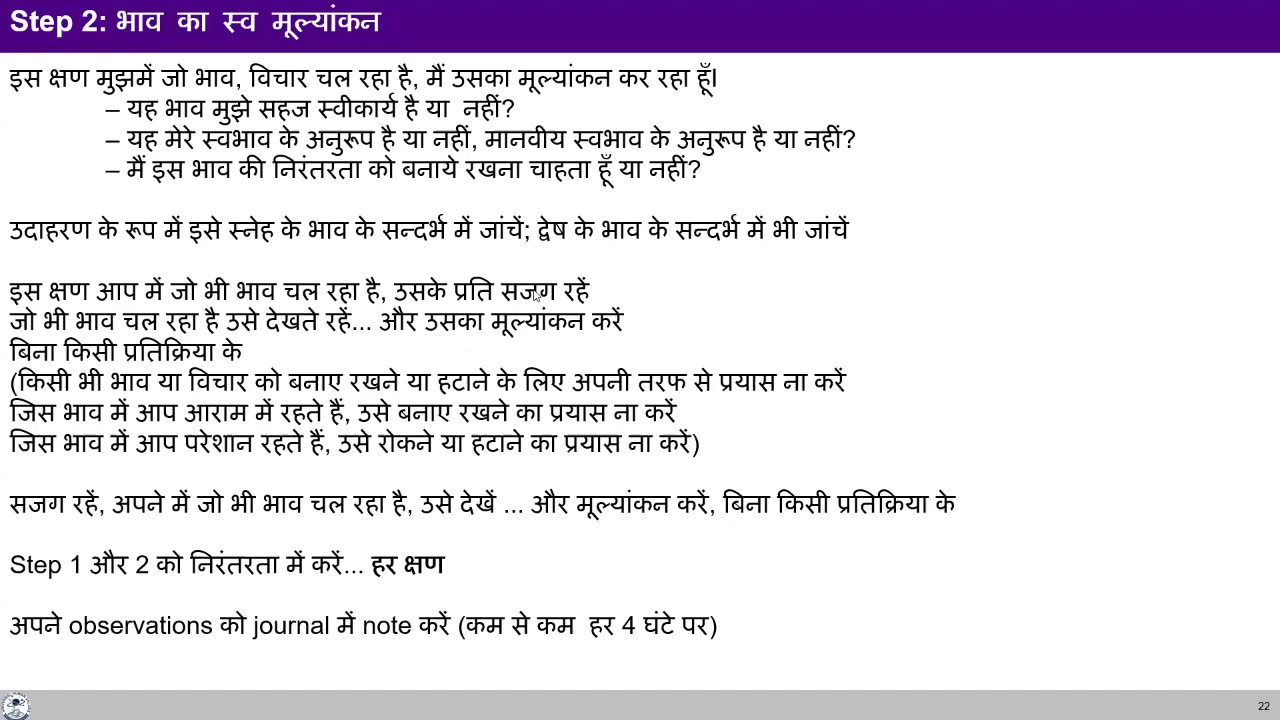 Step 2: भाव का स्व मूल्यांकन
इस क्षण मुझमें जो भाव, विचार चल रहा है, मैं उसका मूल्यांकन कर रहा हूँ।
– यह भाव मुझे सहज स्वीकार्य है या नहीं?
– यह मेरे स्वभाव के अनुरूप है या नहीं, मानवीय स्वभाव के अनुरूप है या नहीं?
– मैं इस भाव की निरंतरता को बनाये रखना चाहता हूँ या नहीं?
उदाहरण के रूप में इसे स्नेह के भाव के सन्दर्भ में जांचें; द्वेष के भाव के सन्दर्भ में भी जांचें
इस क्षण आप में जो भी भाव चल रहा है, उसके प्रति सजग रहें
जो भी भाव चल रहा है उसे देखते रहें... और उसका मूल्यांकन करें
बिना किसी प्रतिक्रिया के
(किसी भी भाव या विचार को बनाए रखने या हटाने के लिए अपनी तरफ से प्रयास ना करें
जिस भाव में आप आराम में रहते हैं, उसे बनाए रखने का प्रयास ना करें
जिस भाव में आप परेशान रहते हैं, उसे रोकने या हटाने का प्रयास ना करें)
सजग रहें, अपने में जो भी भाव चल रहा है, उसे देखें ... और मूल्यांकन करें, बिना किसी प्रतिक्रिया के
Step 1 और 2 को निरंतरता में करें... हर क्षण
अपने observations को journal में note करें (कम से कम हर 4 घंटे पर)
22